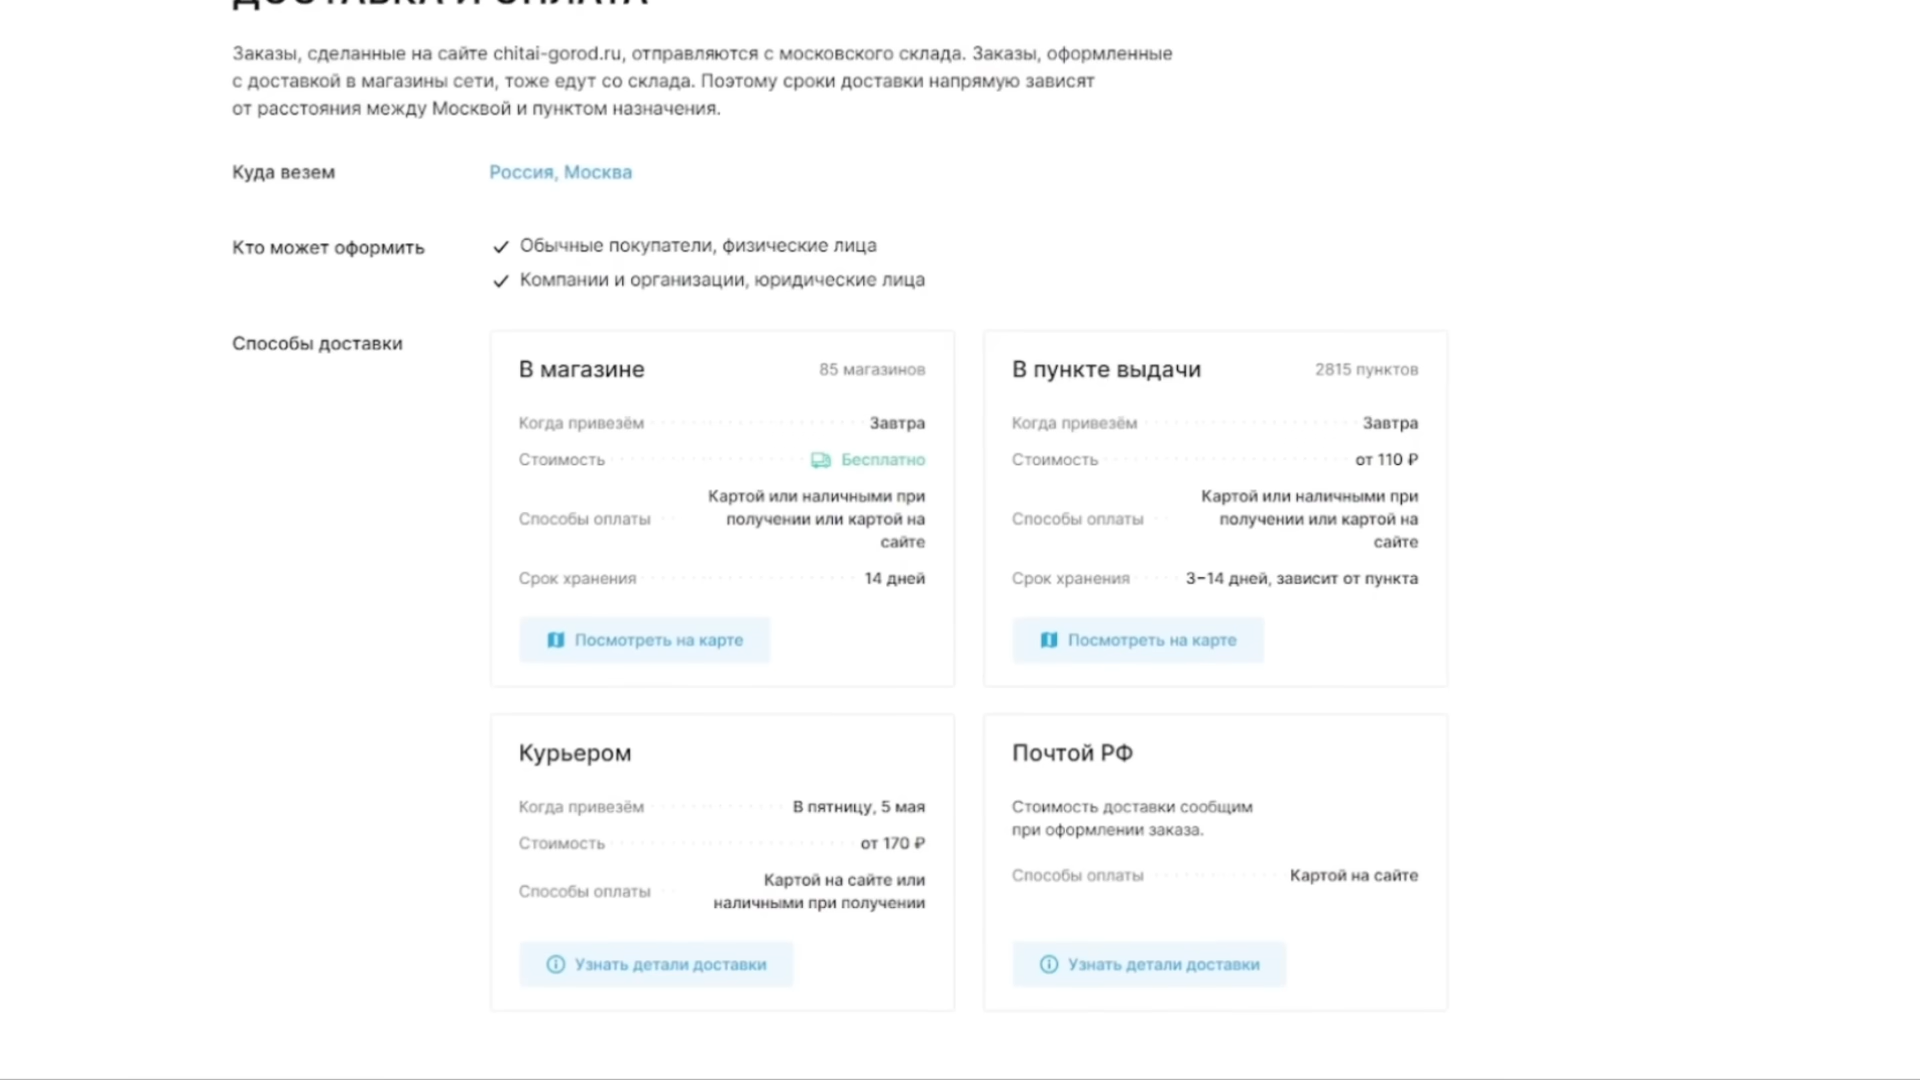 ДОСТАВКА И ОПЛАТА
Заказы, сделанные на сайте chitai-gorod.ru, отправляются с московского склада. Заказы, оформленные
с доставкой в магазины сети, тоже едут со склада. Поэтому сроки доставки напрямую зависят
от расстояния между Москвой и пунктом назначения.
Куда везем
Россия, Москва
Кто может оформить
Обычные покупатели, физические лица
Компании и организации, юридические лица
Способы доставки
В магазине
85 магазинов
Когда привезём
Завтра
Стоимость
Бесплатно
Способы оплаты
Картой или наличными при
получении или картой на
сайте
Срок хранения
14 дней
Посмотреть на карте
В пункте выдачи
2815 пунктов
Когда привезём
Завтра
Стоимость
от 110 ₽
Способы оплаты
Картой или наличными при
получении или картой на
сайте
Срок хранения
3–14 дней, зависит от пункта
Посмотреть на карте
Курьером
Когда привезём
В пятницу, 5 мая
Стоимость
от 170 ₽
Способы оплаты
Картой на сайте или
наличными при получении
Узнать детали доставки
Почтой РФ
Стоимость доставки сообщим
при оформлении заказа.
Способы оплаты
Картой на сайте
Узнать детали доставки